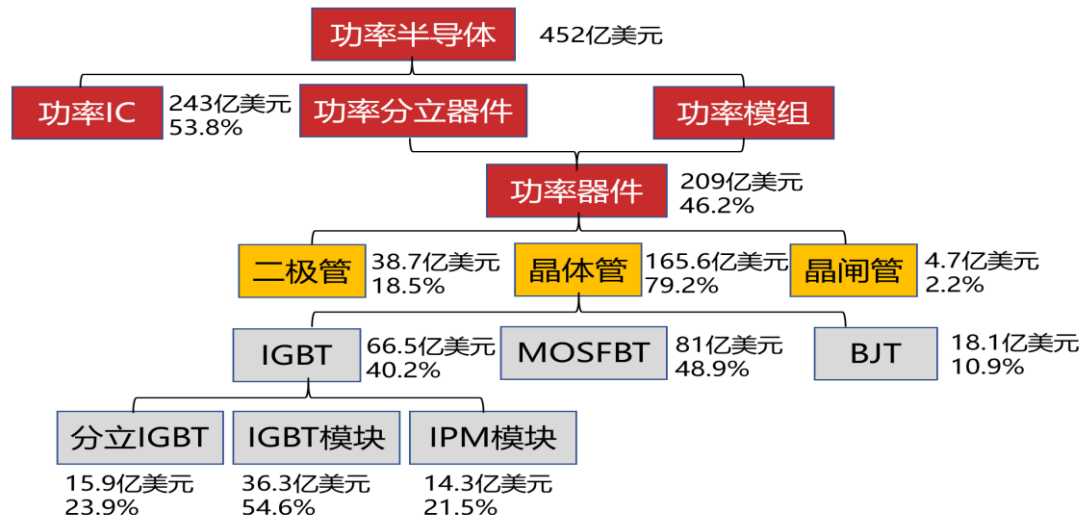 功率半导体
452亿美元
功率IC
243亿美元
53.8%
功率分立器件
功率模组
功率器件
209亿美元
46.2%
二极管
38.7亿美元
18.5%
晶体管
165.6亿美元
79.2%
晶闸管
4.7亿美元
2.2%
IGBT
66.5亿美元
40.2%
MOSFBT
81亿美元
48.9%
BJT
18.1亿美元
10.9%
分立IGBT
IGBT模块
IPM模块
15.9亿美元
23.9%
36.3亿美元
54.6%
14.3亿美元
21.5%